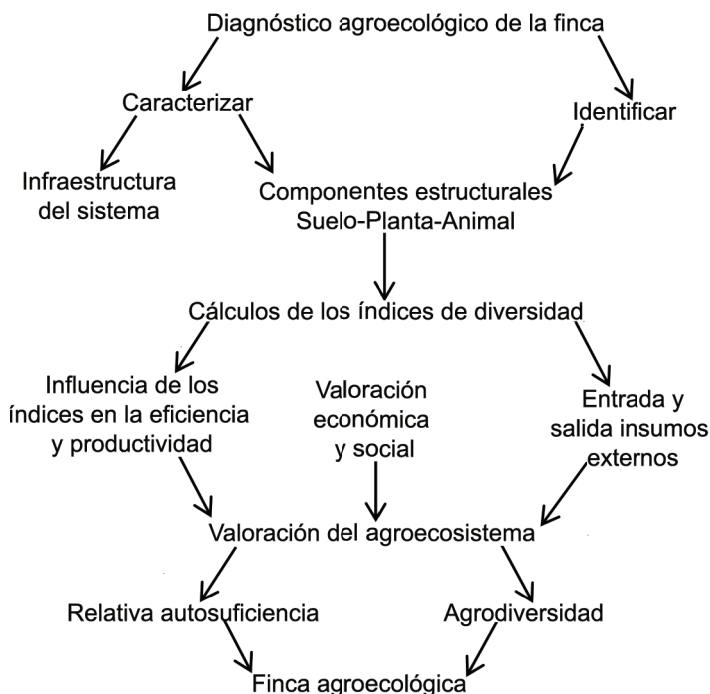 Diagnóstico agroecológico de la finca
Caracterizar
Identificar
Infraestructura
del sistema
Componentes estructurales
Suelo-Planta-Animal
Cálculos de los índices de diversidad
Influencia de los
índices en la eficiencia
y productividad
Valoración
económica
y social
Entrada y
salida insumos
externos
Valoración del agroecosistema
Relativa autosuficiencia
Agrodiversidad
Finca agroecológica